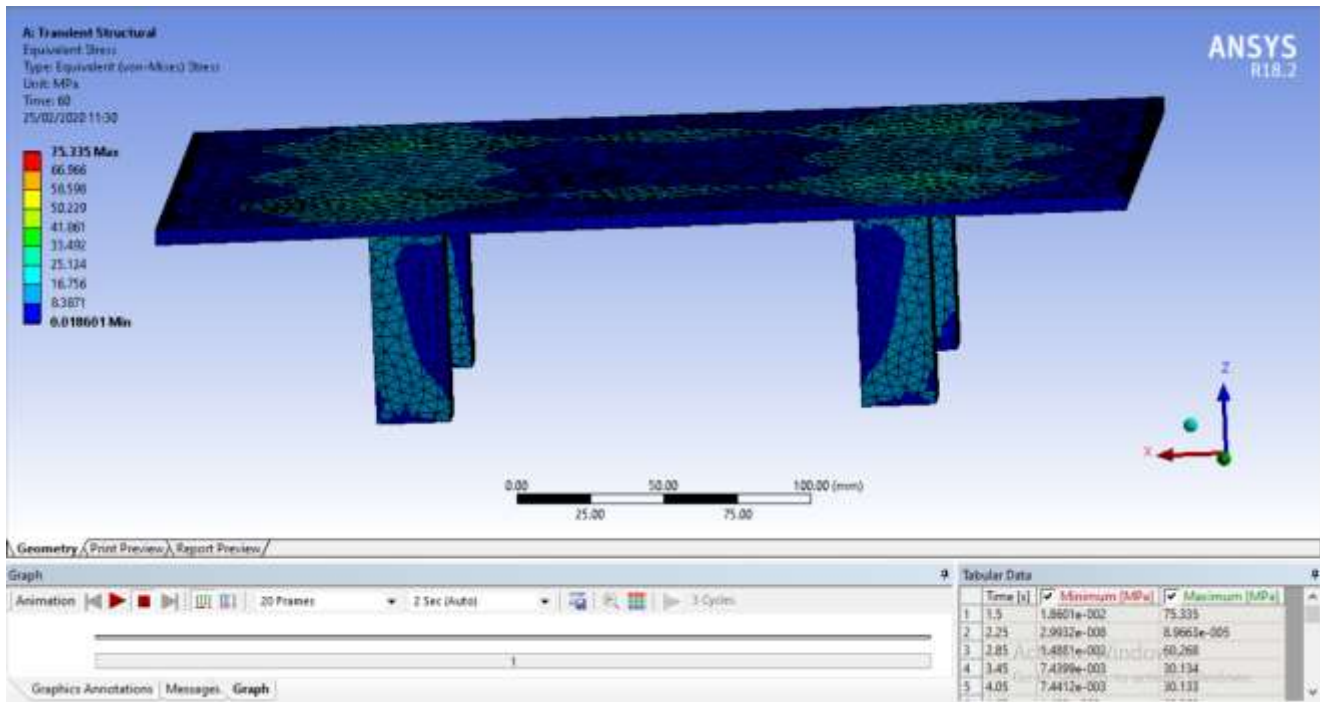 A: Transient Structural
Equivalent Stress
Type: Equivalent (von-Mises) Stress
Unit: MPa
Time: 60
25/02/2020 11:30
75.335 Max
66.966
58.598
50.229
41.861
33.492
25.124
16.756
8.3871
0.018601 Min
ANSYS
R18.2
Z
X
0.00 50.00 100.00 (mm)
25.00 75.00
Geometry Print Preview Report Preview
Graph
Animation 20 Frames 2 Sec (Auto) 3 Cycles
1
Graphics Annotations Messages Graph
Tabular Data
Time [s] Minimum [MPa] Maximum [MPa]
1 1.5 1.8601e-002 75.335
2 2.25 2.9932e-008 8.9663e-005
3 2.85 1.4881e-002 60.268
4 3.45 7.4399e-003 30.134
5 4.05 7.4412e-003 30.133